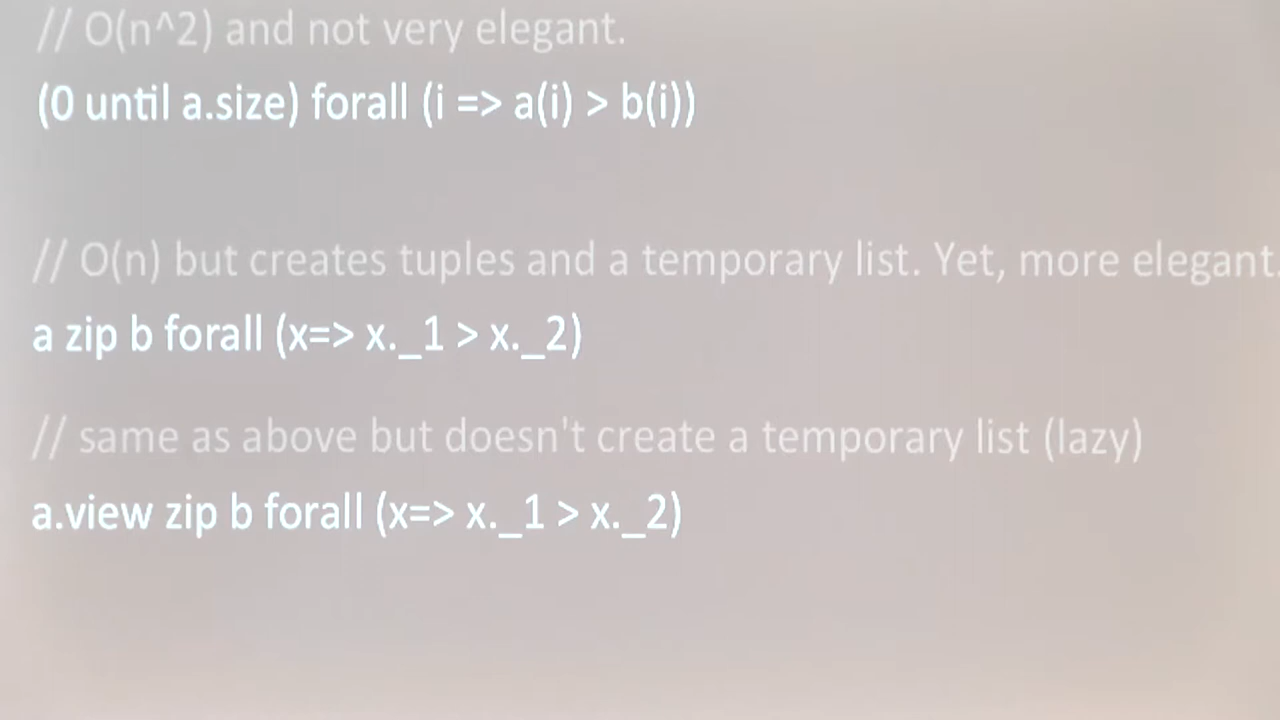 // O(n^2) and not very elegant.
(0 until a.size) forall (i => a(i) > b(i))
// O(n) but creates tuples and a temporary list. Yet, more elegant.
a zip b forall (x=> x._1 > x._2)
// same as above but doesn't create a temporary list (lazy)
a.view zip b forall (x=> x._1 > x._2)